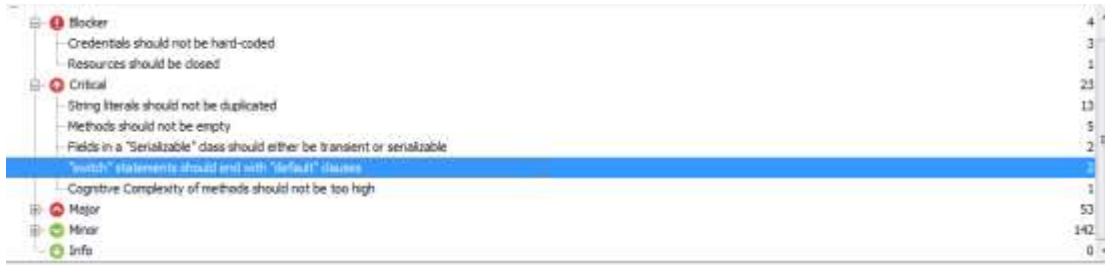 Blocker 4
Credentials should not be hard-coded 3
Resources should be closed 1
Critical 23
String literals should not be duplicated 13
Methods should not be empty 5
Fields in a "Serializable" class should either be transient or serializable 2
"switch" statements should end with "default" clauses 2
Cognitive Complexity of methods should not be too high 1
Major 53
Minor 142
Info 0